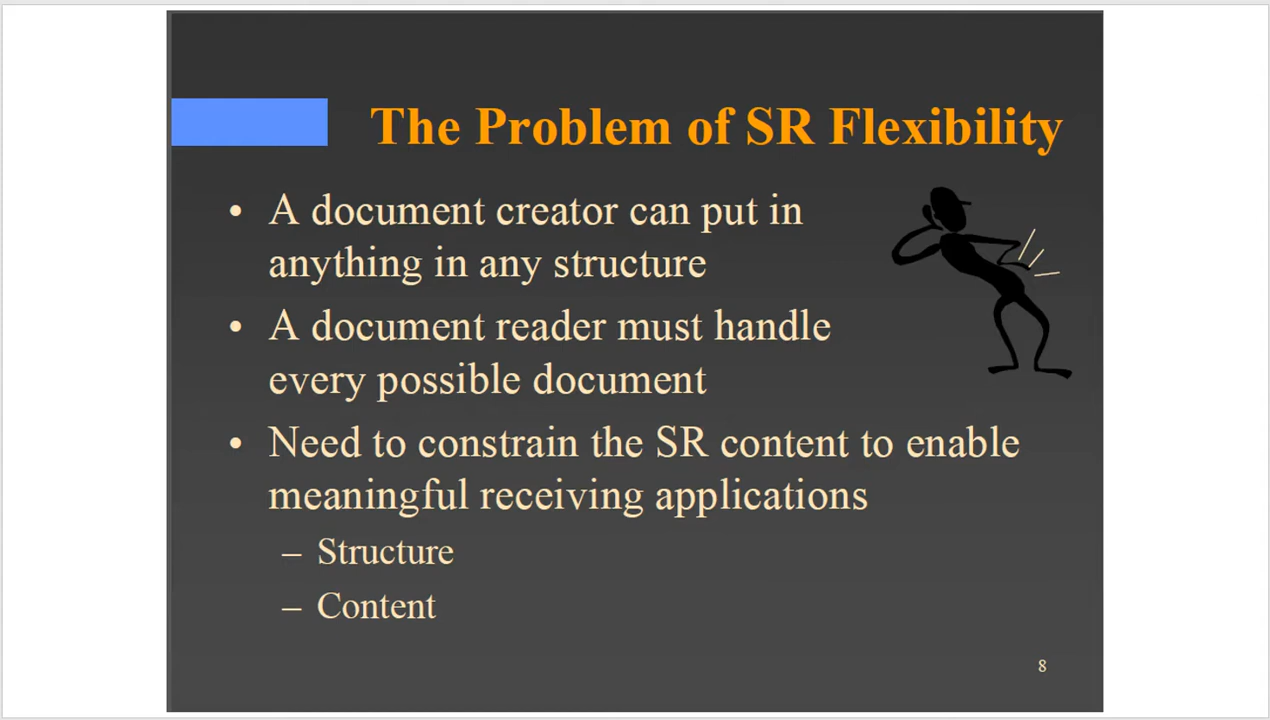 The Problem of SR Flexibility
• A document creator can put in
anything in any structure
• A document reader must handle
every possible document
• Need to constrain the SR content to enable
meaningful receiving applications
– Structure
– Content
8